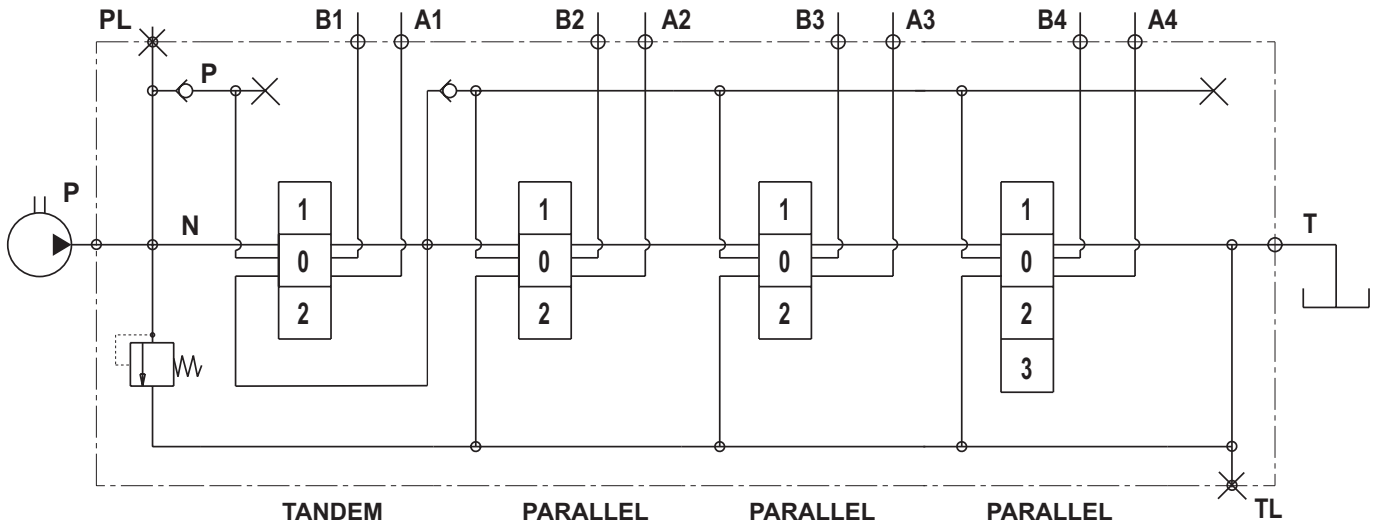 PL B1 A1 B2 A2 B3 A3 B4 A4
P
P
N
T
1 1 1 1
0 0 0 0
2 2 2 2
3
TANDEM PARALLEL PARALLEL PARALLEL TL